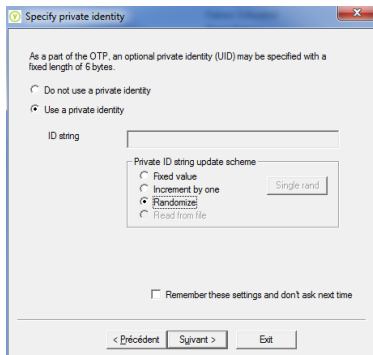 Specify private identity
As a part of the OTP, an optional private identity (UID) may be specified with a
fixed length of 6 bytes.
Do not use a private identity
Use a private identity
ID string
Private ID string update scheme
Fixed value
Increment by one
Single rand
Randomize
Read from file
Remember these settings and don't ask next time
< Précédent
Suivant >
Exit